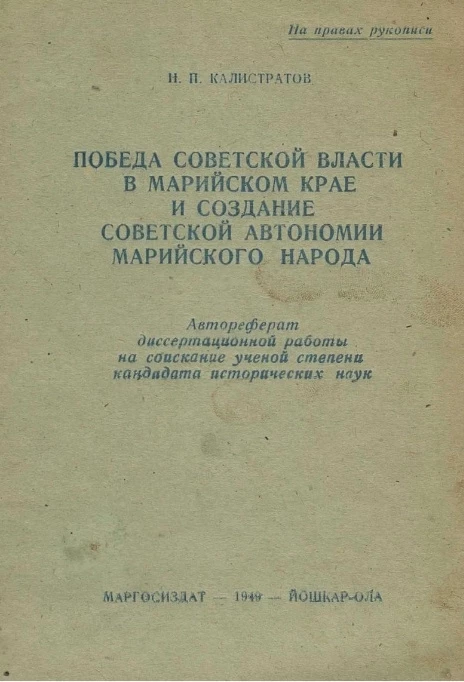 На правах рукописи
Н. П. КАЛИСТРАТОВ
ПОБЕДА СОВЕТСКОЙ ВЛАСТИ
В МАРИЙСКОМ КРАЕ
И СОЗДАНИЕ
СОВЕТСКОЙ АВТОНОМИИ
МАРИЙСКОГО НАРОДА
Автореферат
диссертационной работы
на соискание ученой степени
кандадата исторических наук
МАРГОСИЗДАТ — 1949 — ЙОШКАР-ОЛА